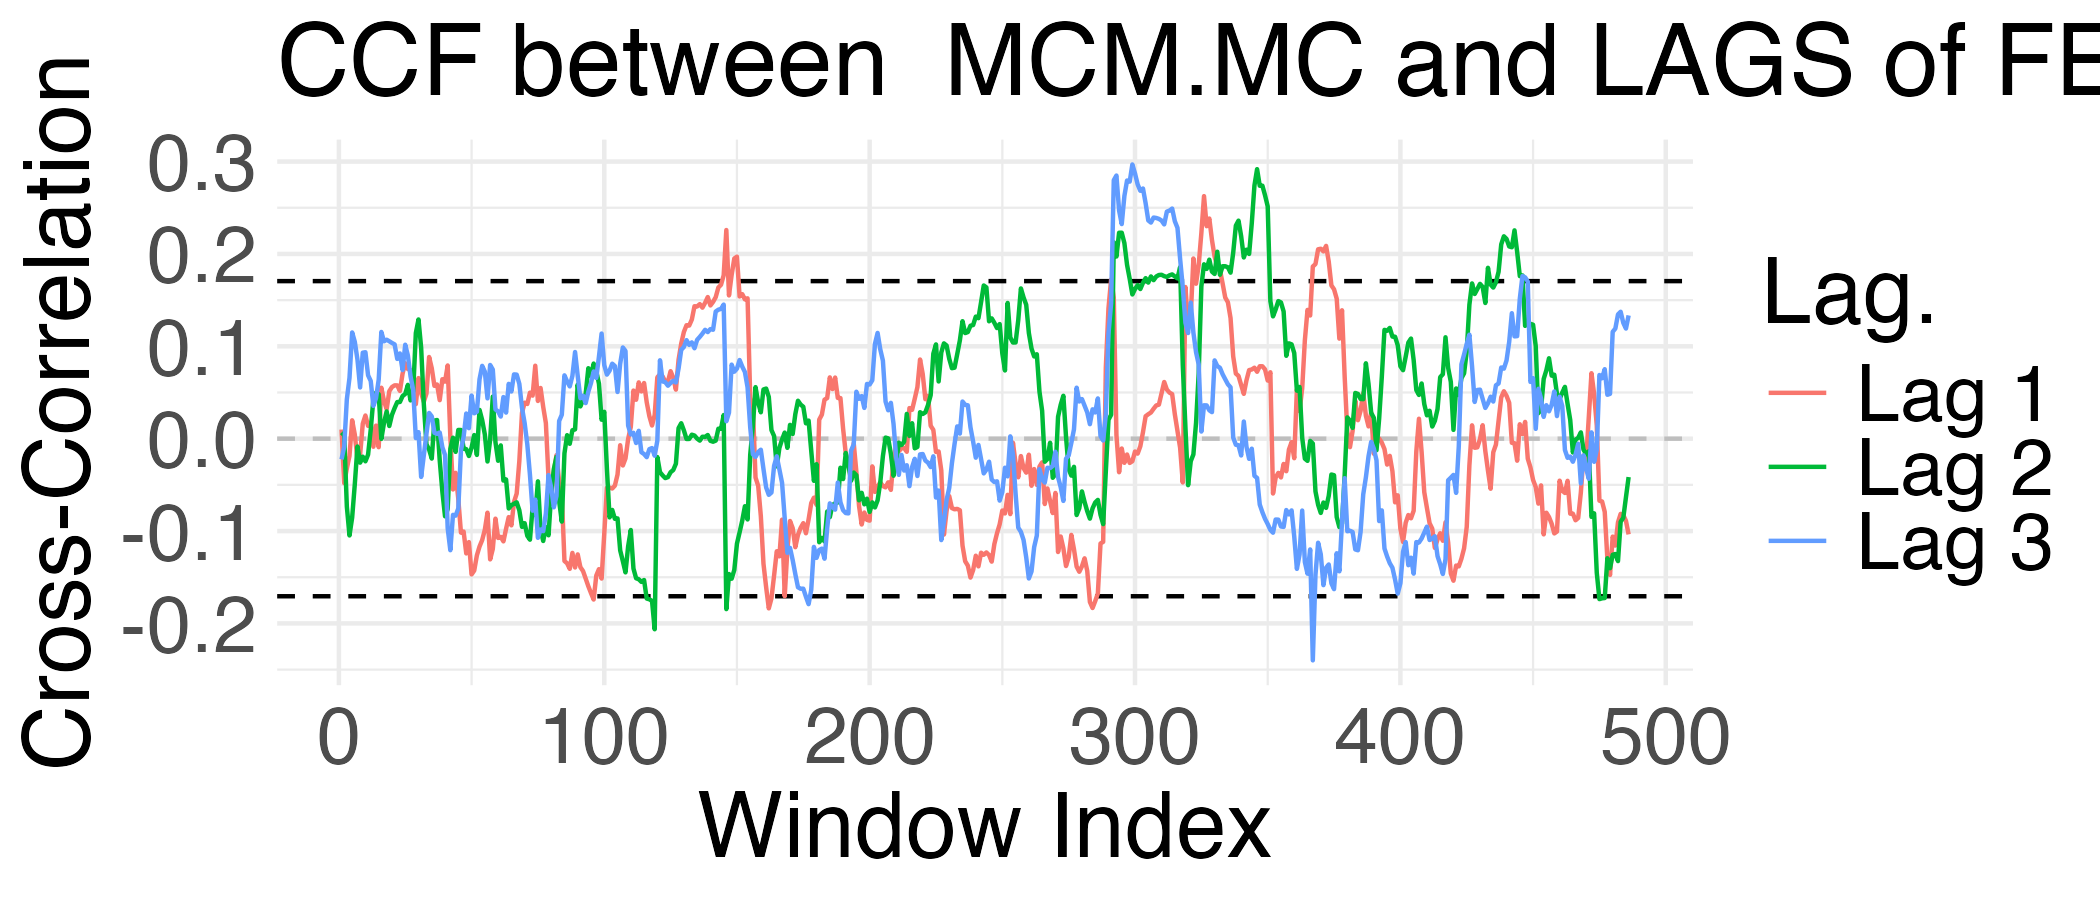 CCF between  MCM.MC and LAGS of FE
Cross-Correlation
0.3
0.2
0.1
0.0
-0.1
-0.2
0 100 200 300 400 500
Window Index
Lag.
Lag 1
Lag 2
Lag 3